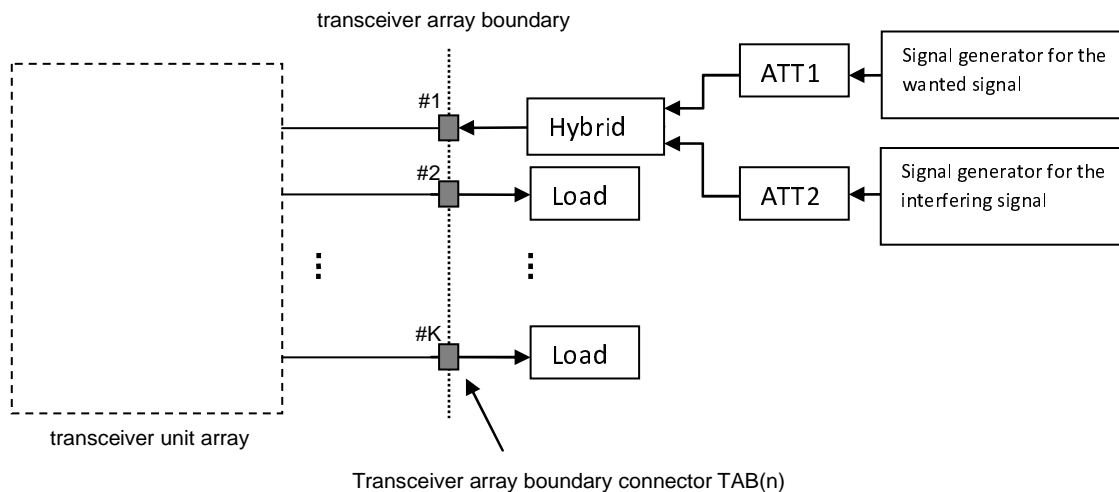 transceiver array boundary
Signal generator for the
wanted signal
ATT1
#1
Hybrid
#2
Load
ATT2
Signal generator for the
interfering signal
...
...
#K
Load
transceiver unit array
Transceiver array boundary connector TAB(n)